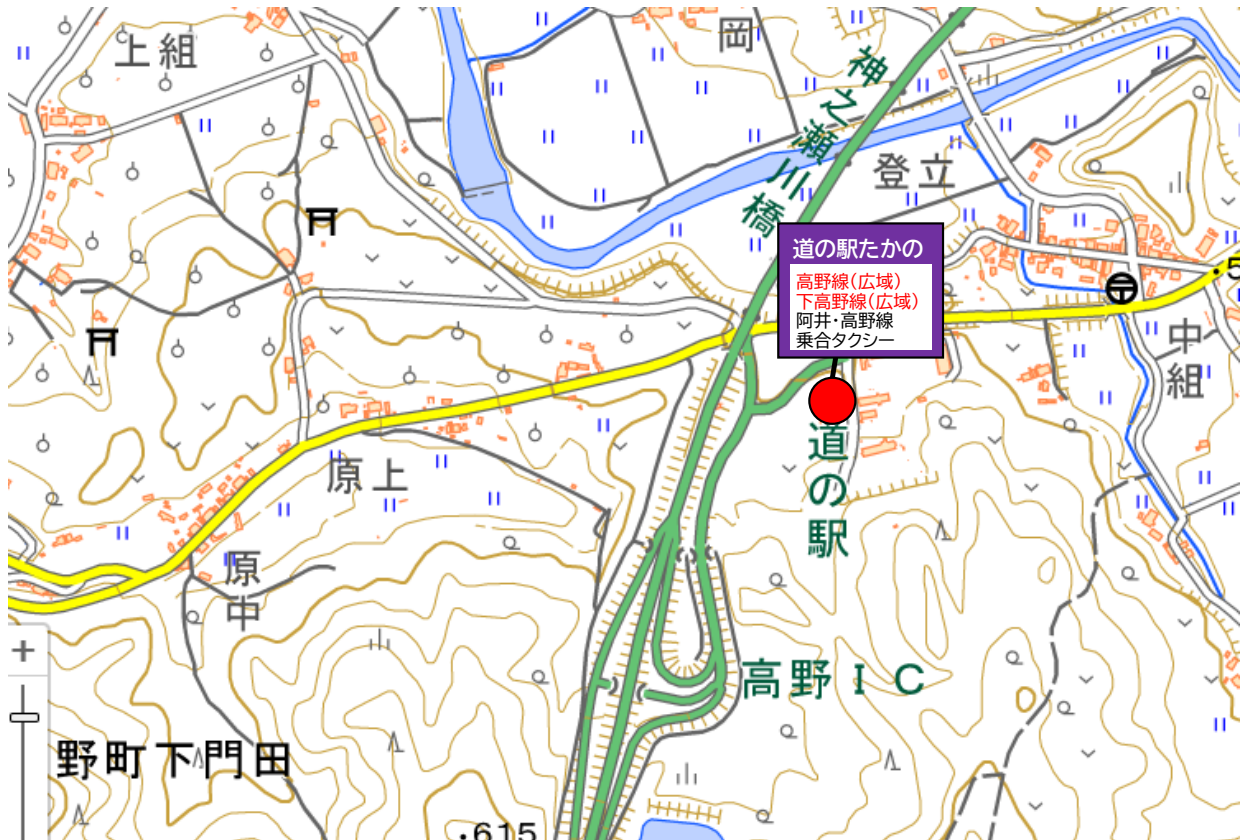 上組
岡
神之瀬川橋
登立
道の駅たかの
高野線(広域)
下高野線(広域)
阿井・高野線
乗合タクシー
中組
道の駅
原上
原中
高野IC
野町下門田
・615
+